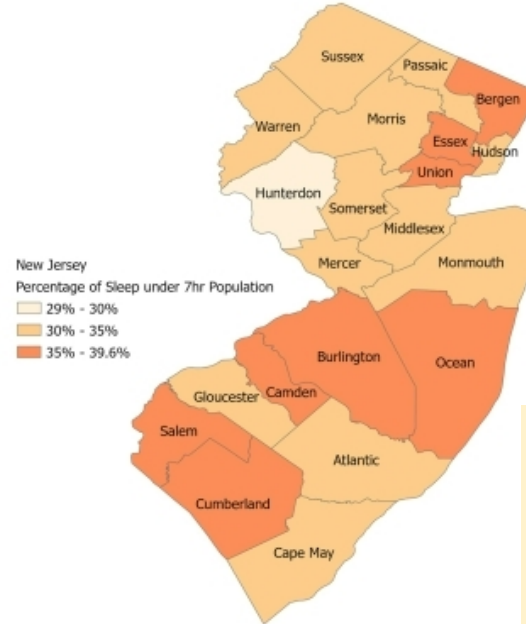 Sussex
Passaic
Bergen
Morris
Warren
Essex
Hudson
Union
Hunterdon
Somerset
Middlesex
Mercer
Monmouth
New Jersey
Percentage of Sleep under 7hr Population
29% - 30%
30% - 35%
35% - 39.6%
Burlington
Ocean
Camden
Gloucester
Salem
Atlantic
Cumberland
Cape May